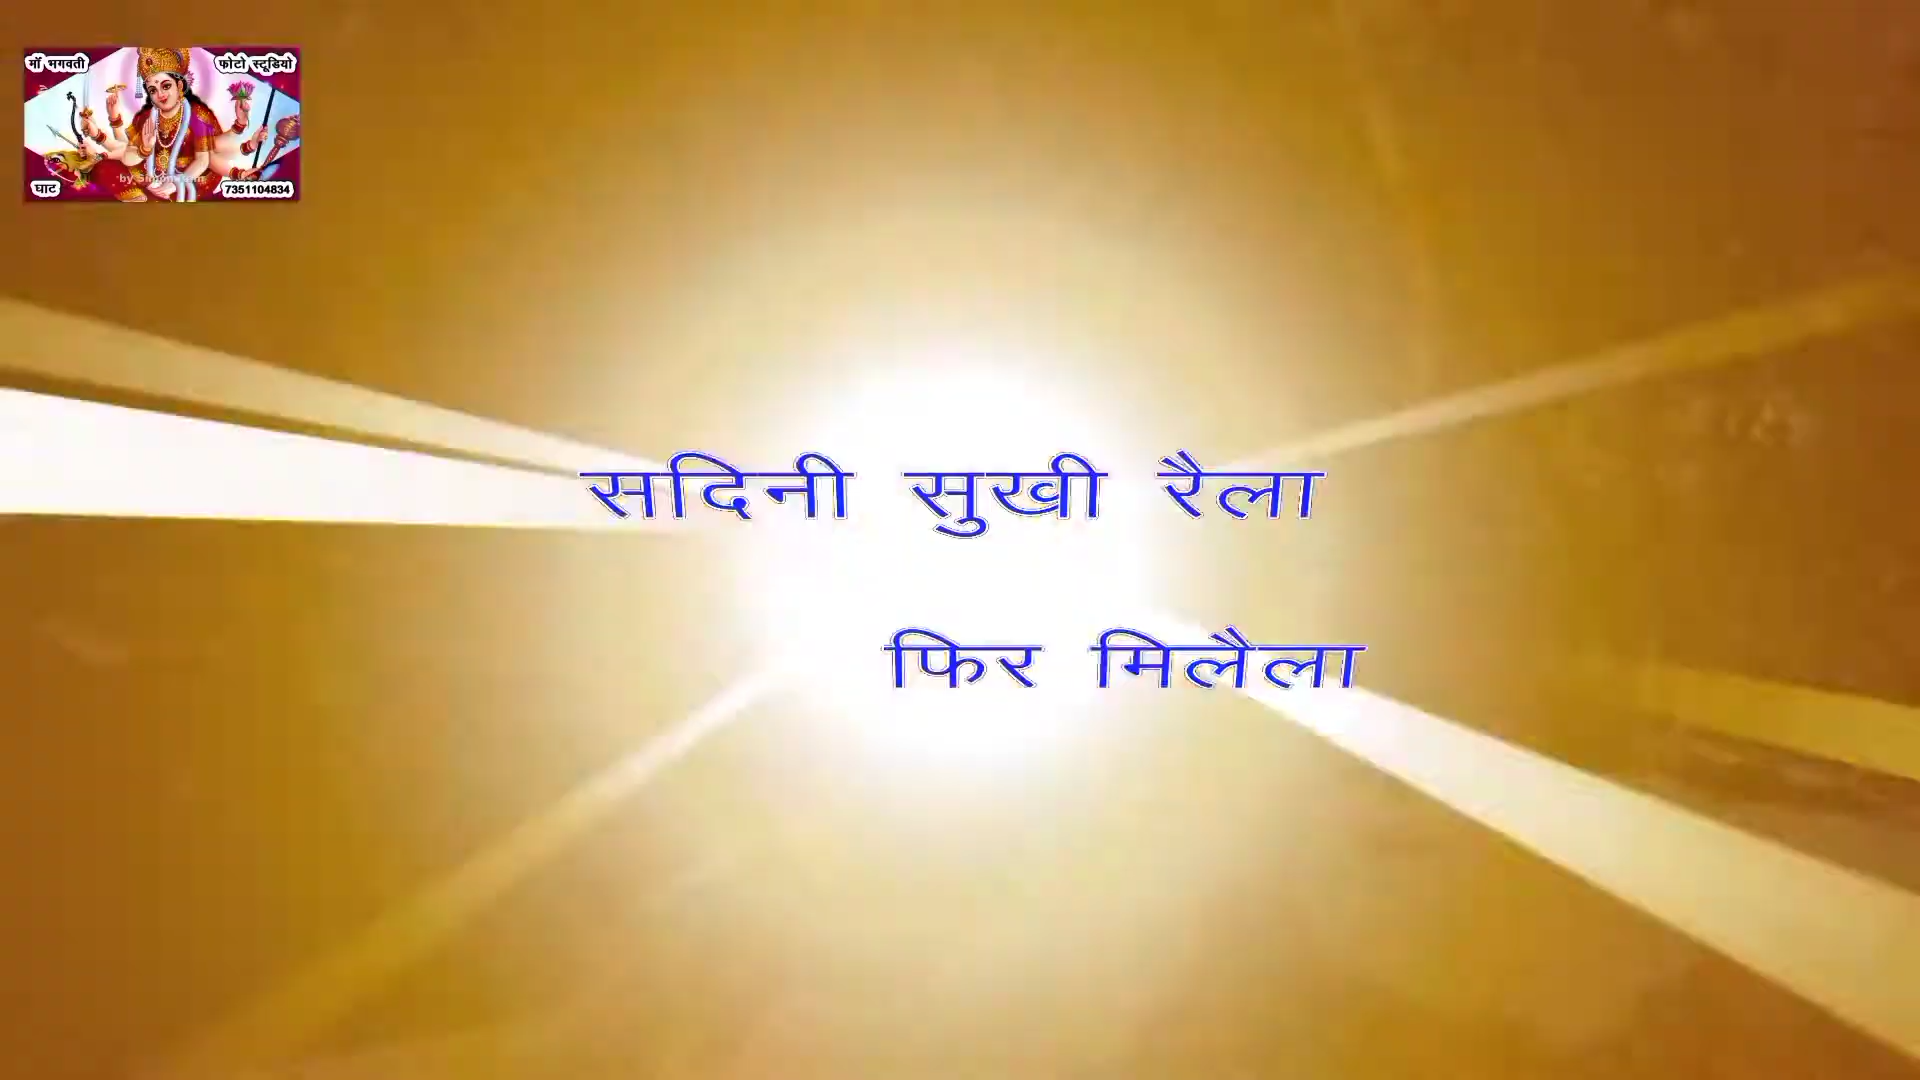 माँ भगवती
फोटो स्टूडियो
घाट
7351104834
सदिनी सुखी रैला
फिर मिलैला